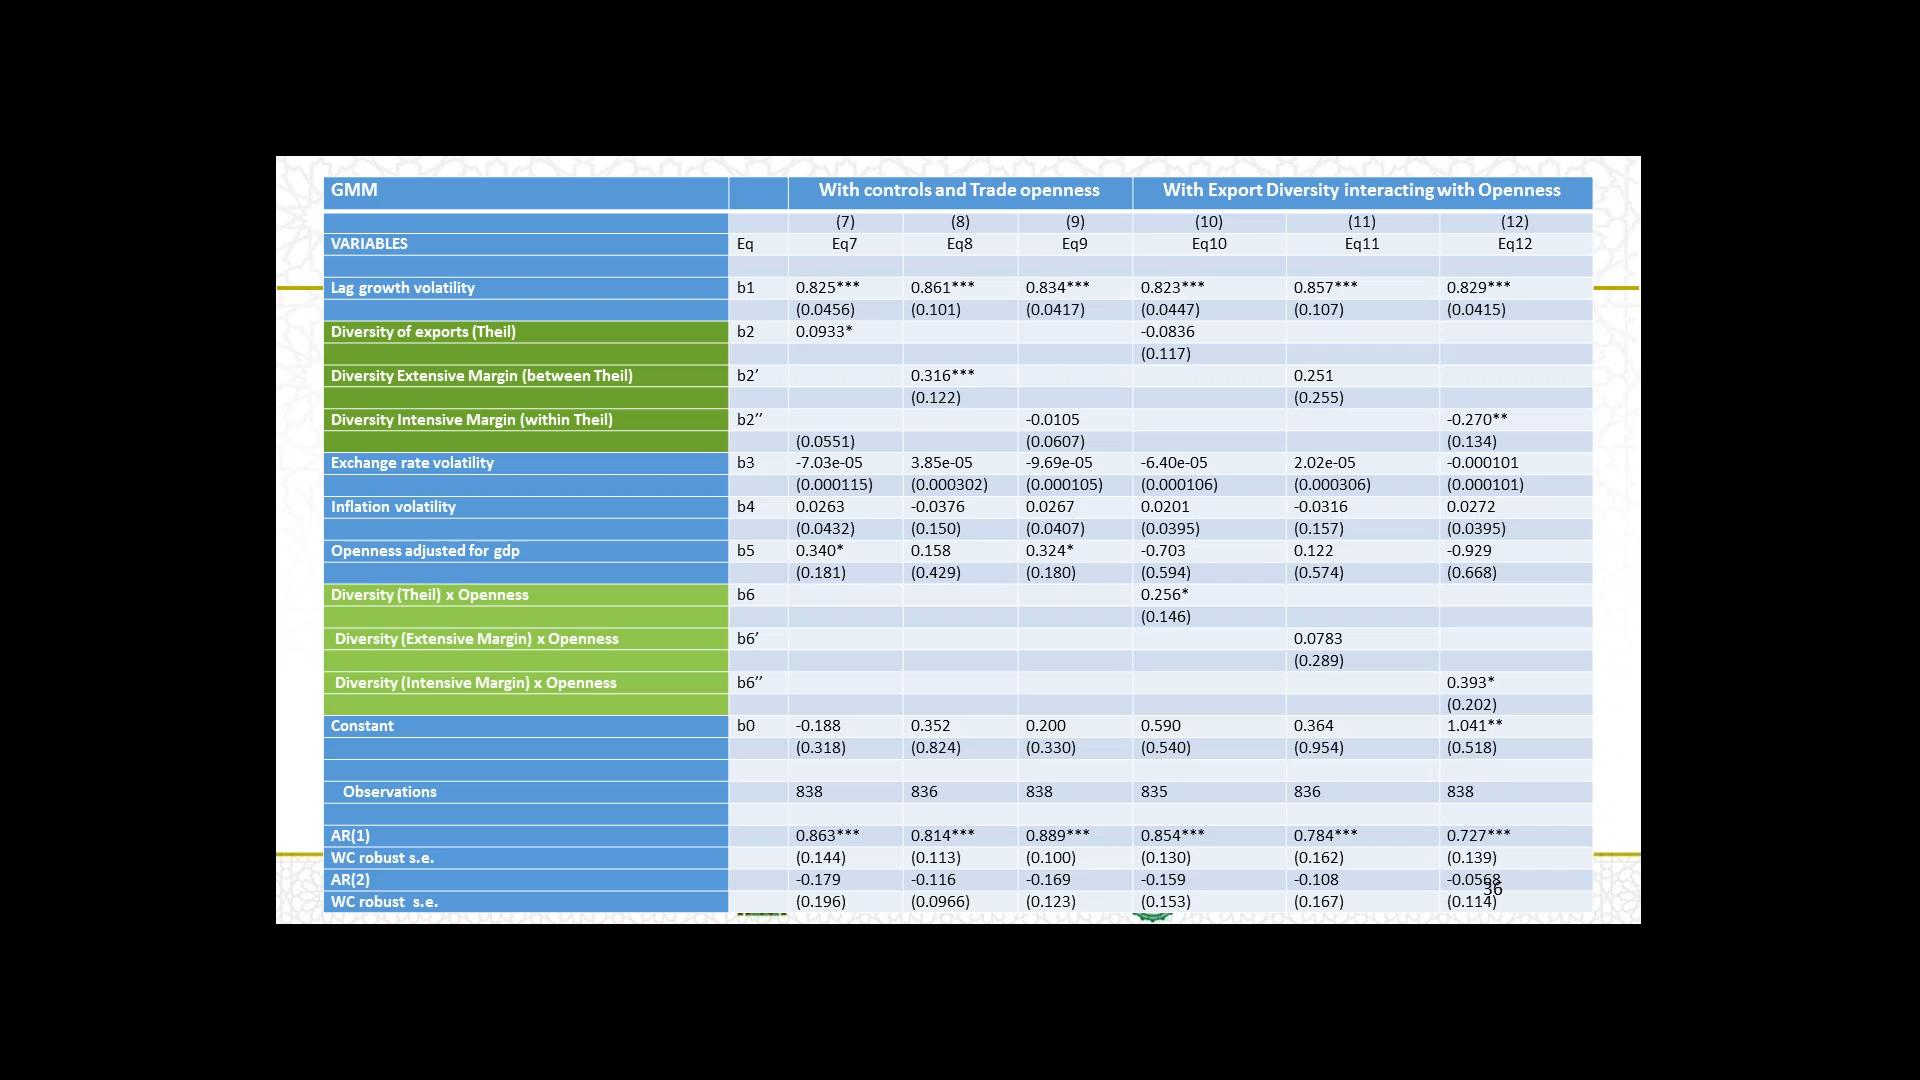 GMM With controls and Trade openness With Export Diversity interacting with Openness
(7) (8) (9) (10) (11) (12)
VARIABLES Eq Eq7 Eq8 Eq9 Eq10 Eq11 Eq12
Lag growth volatility b1 0.825*** 0.861*** 0.834*** 0.823*** 0.857*** 0.829***
(0.0456) (0.101) (0.0417) (0.0447) (0.107) (0.0415)
Diversity of exports (Theil) b2 0.0933* -0.0836
(0.117)
Diversity Extensive Margin (between Theil) b2’ 0.316*** 0.251
(0.122) (0.255)
Diversity Intensive Margin (within Theil) b2’’ -0.0105 -0.270**
(0.0551) (0.0607) (0.134)
Exchange rate volatility b3 -7.03e-05 3.85e-05 -9.69e-05 -6.40e-05 2.02e-05 -0.000101
(0.000115) (0.000302) (0.000105) (0.000106) (0.000306) (0.000101)
Inflation volatility b4 0.0263 -0.0376 0.0267 0.0201 -0.0316 0.0272
(0.0432) (0.150) (0.0407) (0.0395) (0.157) (0.0395)
Openness adjusted for gdp b5 0.340* 0.158 0.324* -0.703 0.122 -0.929
(0.181) (0.429) (0.180) (0.594) (0.574) (0.668)
Diversity (Theil) x Openness b6 0.256*
(0.146)
Diversity (Extensive Margin) x Openness b6’ 0.0783
(0.289)
Diversity (Intensive Margin) x Openness b6’’ 0.393*
(0.202)
Constant b0 -0.188 0.352 0.200 0.590 0.364 1.041**
(0.318) (0.824) (0.330) (0.540) (0.954) (0.518)
Observations 838 836 838 835 836 838
AR(1) 0.863*** 0.814*** 0.889*** 0.854*** 0.784*** 0.727***
WC robust s.e. (0.144) (0.113) (0.100) (0.130) (0.162) (0.139)
AR(2) -0.179 -0.116 -0.169 -0.159 -0.108 -0.0568
36
WC robust s.e. (0.196) (0.0966) (0.123) (0.153) (0.167) (0.114)